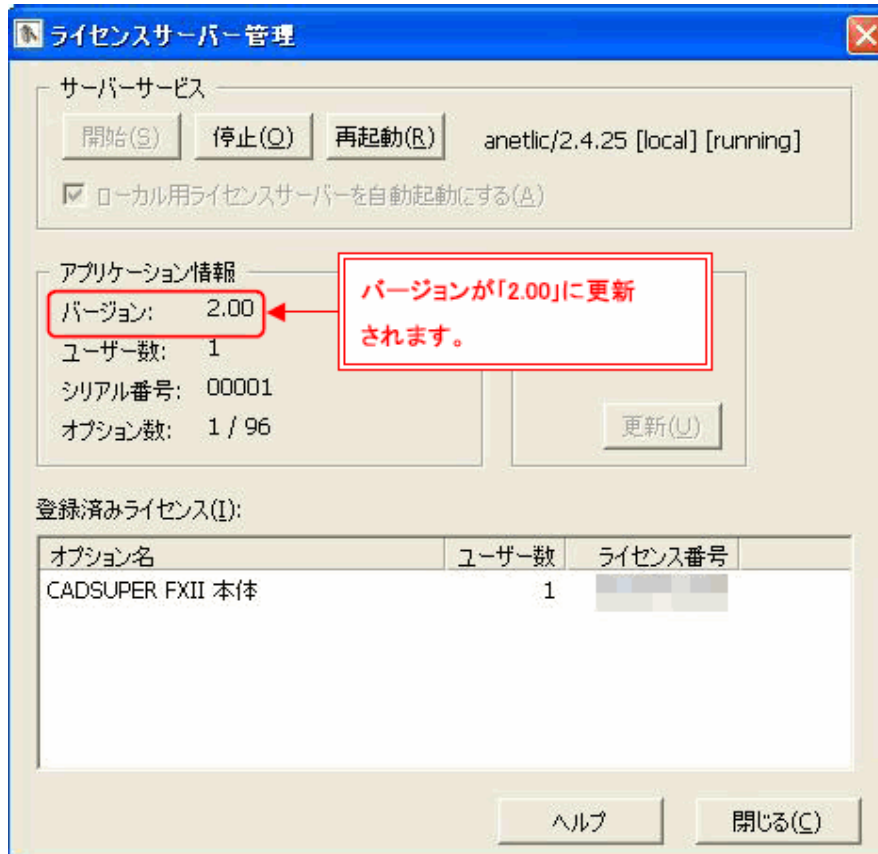 ライセンスサーバー管理
サーバーサービス
開始(S) 停止(O) 再起動(R) anetlic/2.4.25 [local] [running]
ローカル用ライセンスサーバーを自動起動にする(A)
アプリケーション情報
バージョン: 2.00
バージョンが「2.00」に更新
されます。
ユーザー数: 1
シリアル番号: 00001
オプション数: 1 / 96
更新(U)
登録済みライセンス(I):
オプション名 ユーザー数 ライセンス番号
CADSUPER FXII 本体 1
ヘルプ 閉じる(C)